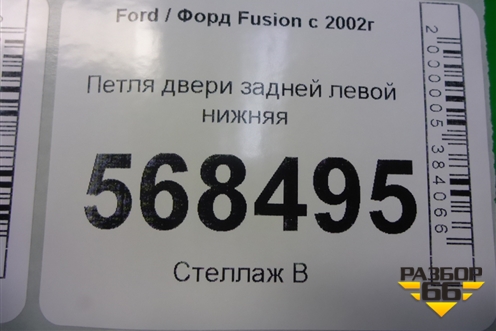 Ford / Форд Fusion с 2002г
Петля двери задней левой
нижняя
568495
Стеллаж В
2000005384066
РАЗБОР
66